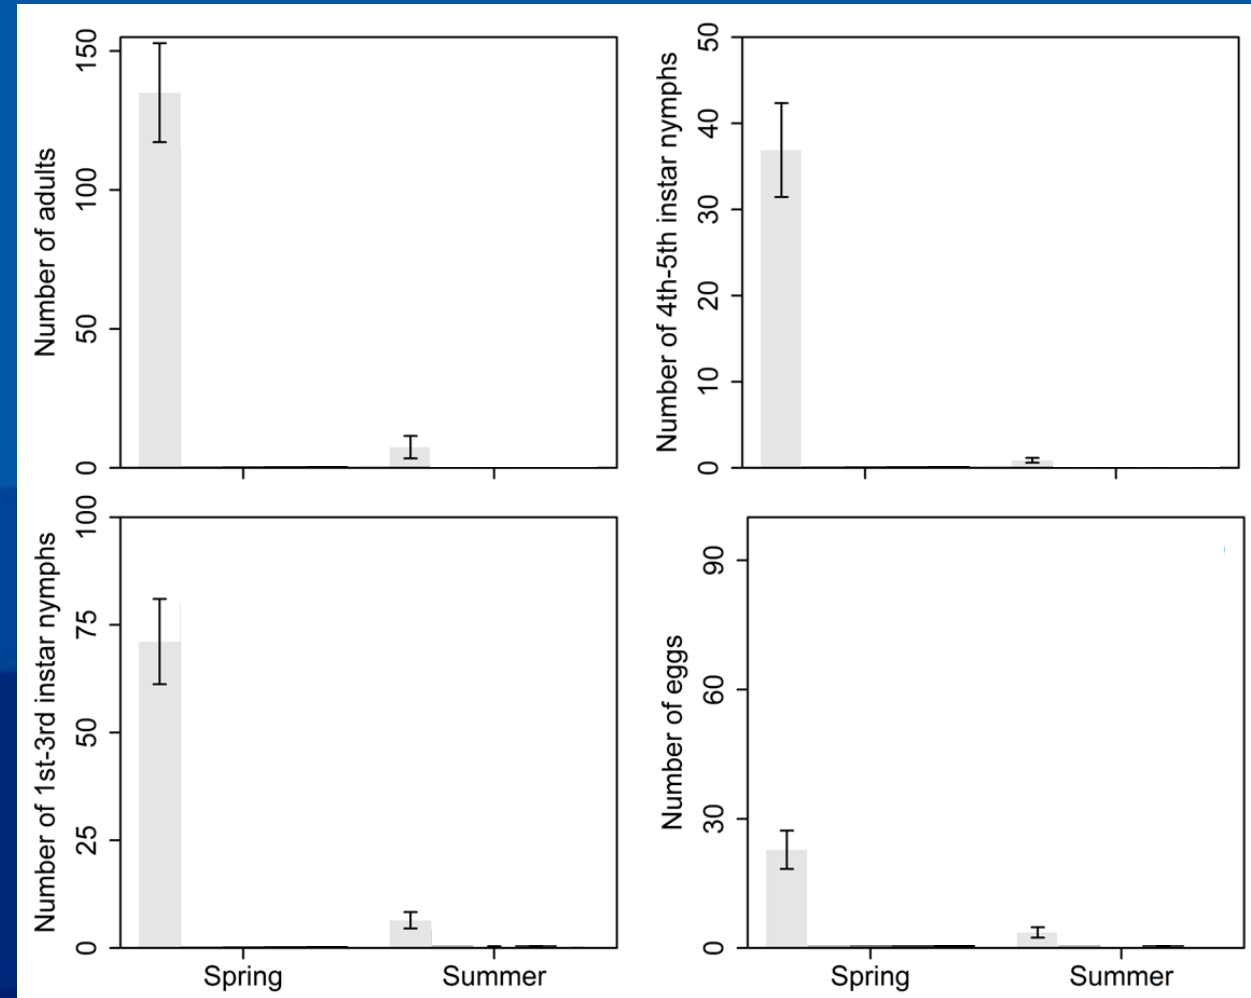 Number of adults
150
100
50
0
Number of 4th-5th instar nymphs
50
40
30
20
10
0
Number of 1st-3rd instar nymphs
100
75
50
25
0
Spring
Summer
Number of eggs
90
60
30
0
Spring
Summer